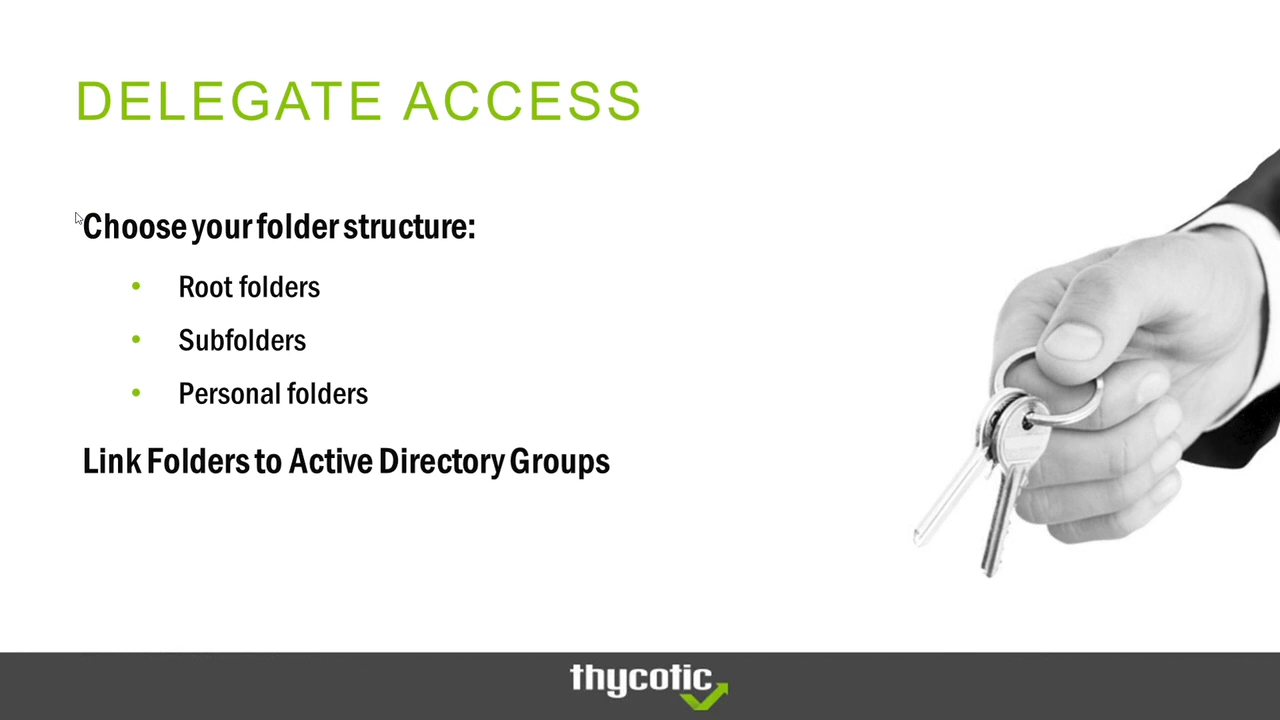 DELEGATE ACCESS
Choose your folder structure:
• Root folders
• Subfolders
• Personal folders
Link Folders to Active Directory Groups
thycotic